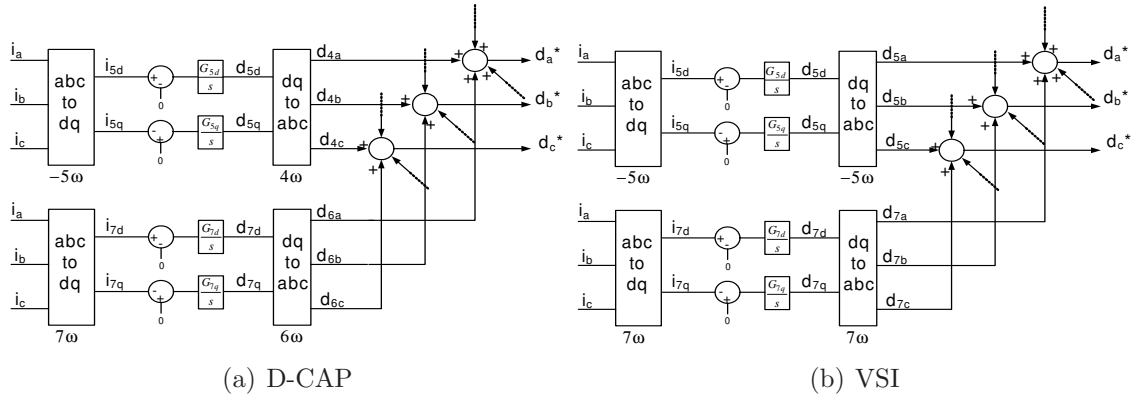 i_a
i_b
i_c
abc
to
dq
−5ω
i_5d
i_5q
+
-
0
-
+
0
G_5d
s
G_5q
s
d_5d
d_5q
dq
to
abc
4ω
d_4a
d_4b
d_4c
+ +
+ +
+
+
+
+
d_a*
d_b*
d_c*
i_a
i_b
i_c
abc
to
dq
7ω
i_7d
i_7q
+
-
0
-
+
0
G_7d
s
G_7q
s
d_7d
d_7q
dq
to
abc
6ω
d_6a
d_6b
d_6c
(a) D-CAP
i_a
i_b
i_c
abc
to
dq
−5ω
i_5d
i_5q
+
-
0
-
+
0
G_5d
s
G_5q
s
d_5d
d_5q
dq
to
abc
−5ω
d_5a
d_5b
d_5c
+ +
+ +
+
+
+
+
d_a*
d_b*
d_c*
i_a
i_b
i_c
abc
to
dq
7ω
i_7d
i_7q
+
-
0
-
+
0
G_7d
s
G_7q
s
d_7d
d_7q
dq
to
abc
7ω
d_7a
d_7b
d_7c
(b) VSI